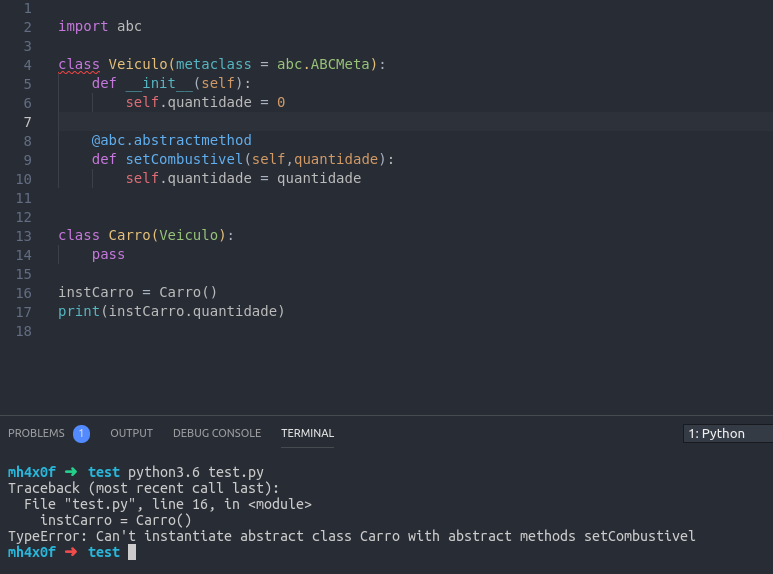 1
2 import abc
3
4 class Veiculo(metaclass = abc.ABCMeta):
5     def __init__(self):
6         self.quantidade = 0
7
8     @abc.abstractmethod
9     def setCombustivel(self,quantidade):
10         self.quantidade = quantidade
11
12
13 class Carro(Veiculo):
14     pass
15
16 instCarro = Carro()
17 print(instCarro.quantidade)
18
PROBLEMS 1 OUTPUT DEBUG CONSOLE TERMINAL 1: Python
mh4x0f ➜ test python3.6 test.py
Traceback (most recent call last):
  File "test.py", line 16, in <module>
    instCarro = Carro()
TypeError: Can't instantiate abstract class Carro with abstract methods setCombustivel
mh4x0f ➜ test